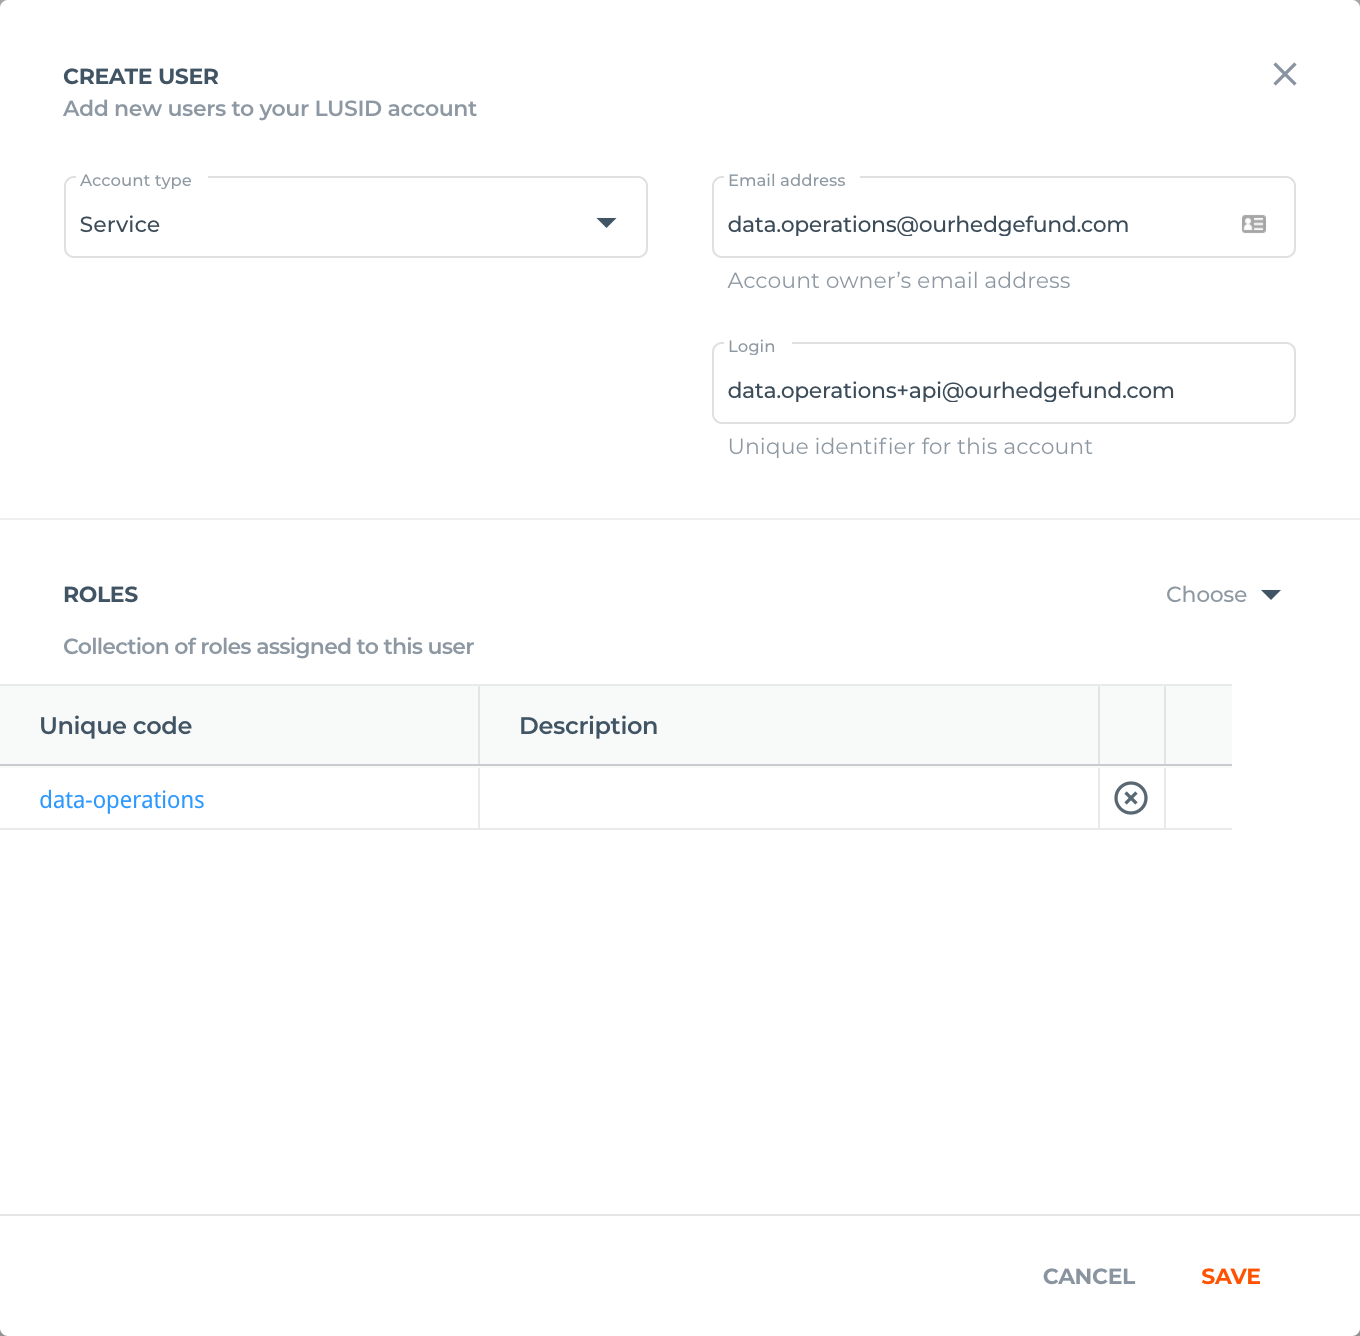 CREATE USER
Add new users to your LUSID account
Account type
Service
Email address
data.operations@ourhedgefund.com
Account owner’s email address
Login
data.operations+api@ourhedgefund.com
Unique identifier for this account
ROLES
Choose
Collection of roles assigned to this user
Unique code
Description
data-operations
CANCEL
SAVE